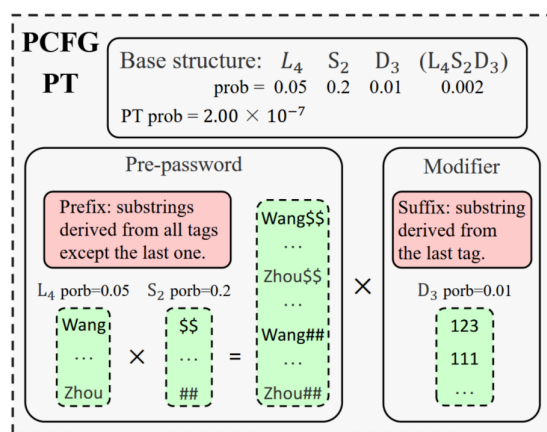 PCFG
PT
Base structure: L₄ S₂ D₃ (L₄S₂D₃)
prob = 0.05 0.2 0.01 0.002
PT prob = 2.00 × 10⁻⁷
Pre-password
Prefix: substrings
derived from all tags
except the last one.
L₄ porb=0.05 S₂ porb=0.2
Wang
...
Zhou
×
$$
...
##
=
Wang$$
...
Zhou$$
...
Wang##
...
Zhou##
×
Modifier
Suffix: substring
derived from
the last tag.
D₃ porb=0.01
123
111
...